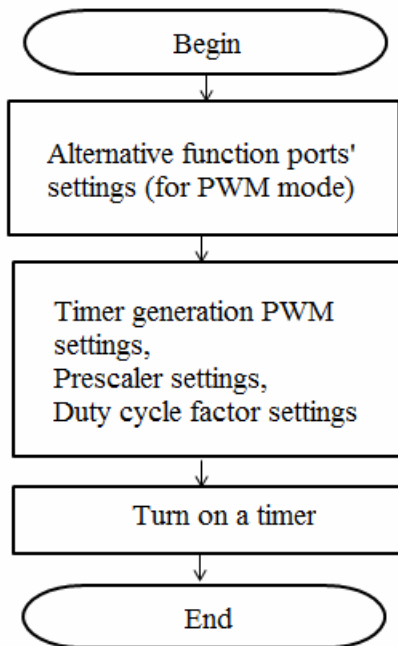 Begin
Alternative function ports'
settings (for PWM mode)
Timer generation PWM
settings,
Prescaler settings,
Duty cycle factor settings
Turn on a timer
End